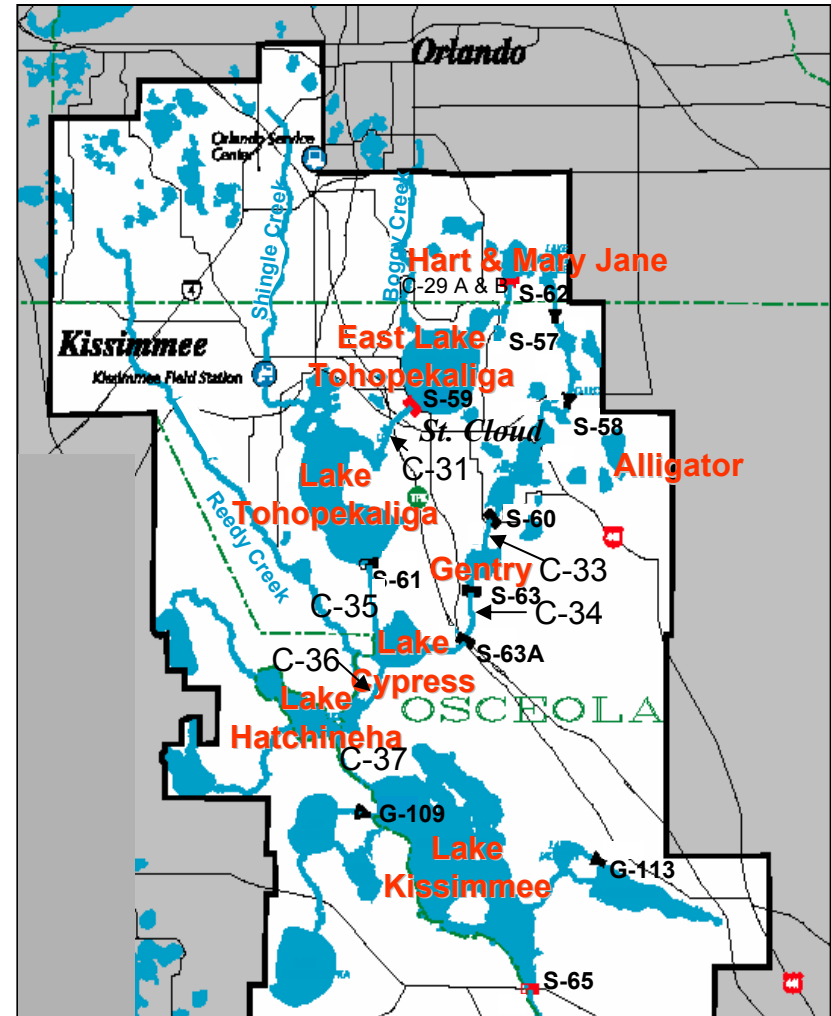 Orlando
Orlando Service
Center
Shingle Creek
Boggy Creek
Hart & Mary Jane
C-29 A & B
S-62
4
S-57
East Lake
Tohopekaliga
Kissimmee
Kissimmee Field Station
S-59
St. Cloud
S-58
C-31
Alligator
Lake
Tohopekaliga
Reedy Creek
S-60
C-33
Gentry
S-61
S-63
C-34
C-35
S-63A
Lake
Cypress
C-36
Lake
Hatchineha
OSCEOLA
C-37
G-109
Lake
Kissimmee
G-113
S-65